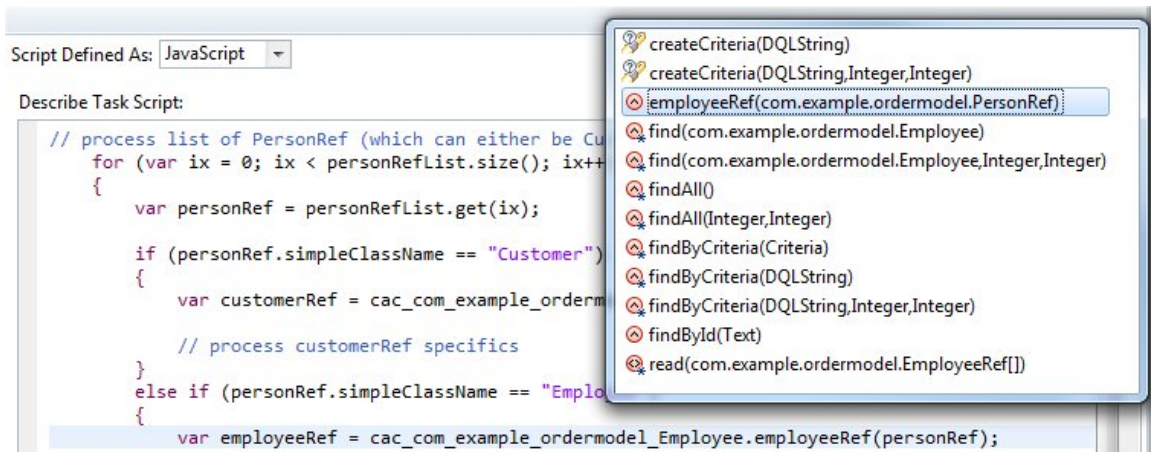 Script Defined As: JavaScript
Describe Task Script:
// process list of PersonRef (which can either be Cu
for (var ix = 0; ix < personRefList.size(); ix++
{
var personRef = personRefList.get(ix);
if (personRef.simpleClassName == "Customer")
{
var customerRef = cac_com_example_orderm
// process customerRef specifics
}
else if (personRef.simpleClassName == "Emplo
{
var employeeRef = cac_com_example_ordermodel_Employee.employeeRef(personRef);
createCriteria(DQLString)
createCriteria(DQLString,Integer,Integer)
employeeRef(com.example.ordermodel.PersonRef)
find(com.example.ordermodel.Employee)
find(com.example.ordermodel.Employee,Integer,Integer)
findAll()
findAll(Integer,Integer)
findByCriteria(Criteria)
findByCriteria(DQLString)
findByCriteria(DQLString,Integer,Integer)
findById(Text)
read(com.example.ordermodel.EmployeeRef[])